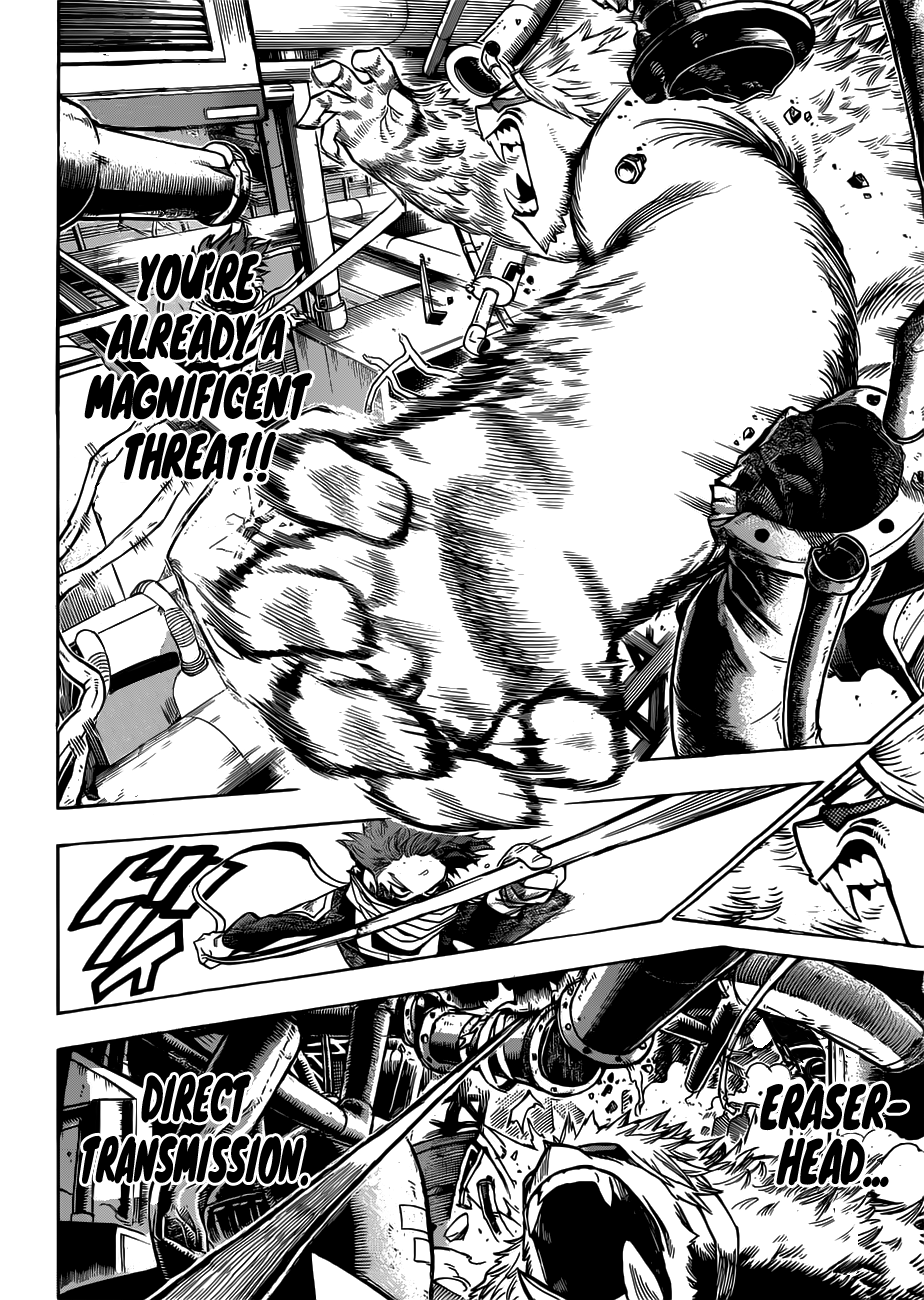 YOU'RE
ALREADY A
MAGNIFICENT
THREAT!!
ERASER-
HEAD...
DIRECT
TRANSMISSION.